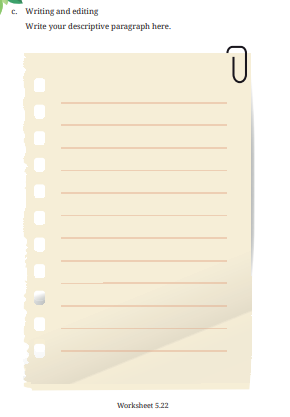 c. Writing and editing
Write your descriptive paragraph here.
Worksheet 5.22